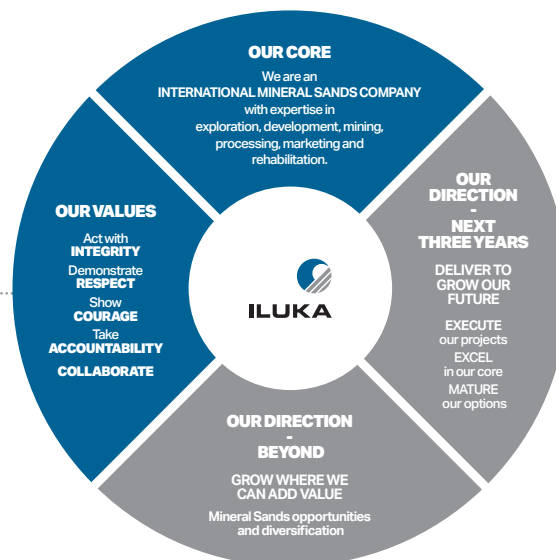 OUR CORE
We are an
INTERNATIONAL MINERAL SANDS COMPANY
with expertise in
exploration, development, mining,
processing, marketing and
rehabilitation.
OUR VALUES
Act with
INTEGRITY
Demonstrate
RESPECT
Show
COURAGE
Take
ACCOUNTABILITY
COLLABORATE
ILUKA
OUR
DIRECTION
-
NEXT
THREE YEARS
DELIVER TO
GROW OUR
FUTURE
EXECUTE
our projects
EXCEL
in our core
MATURE
our options
OUR DIRECTION
-
BEYOND
GROW WHERE WE
CAN ADD VALUE
Mineral Sands opportunities
and diversification